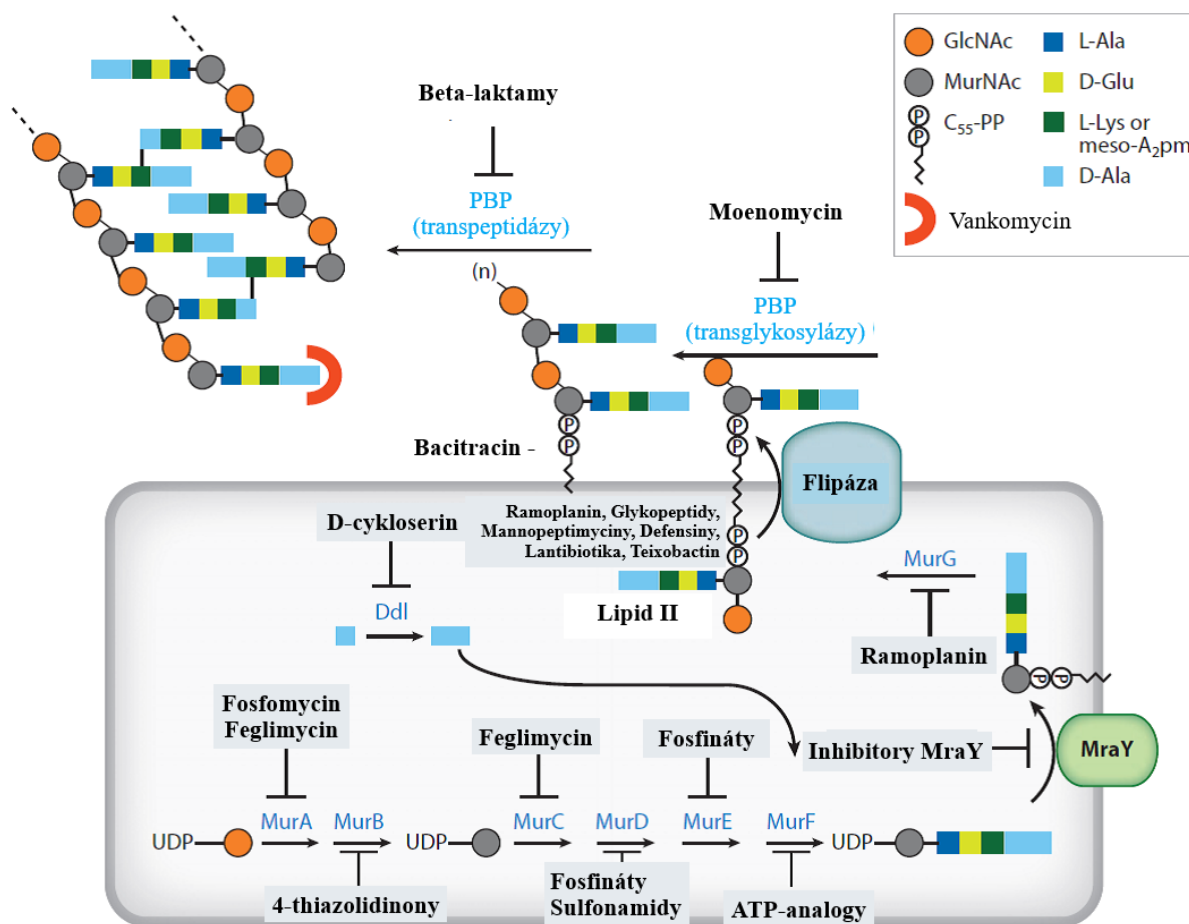 GlcNAc
MurNAc
C₅₅-PP
P
P
L-Ala
D-Glu
L-Lys or
meso-A₂pm
D-Ala
Vankomycin
Beta-laktamy
PBP
(transpeptidázy)
(n)
Moenomycin
PBP
(transglykosylázy)
P
P
P
P
Bacitracin -
Flipáza
D-cykloserin
Ramoplanin, Glykopeptidy,
Mannopeptimyciny, Defensiny,
Lantibiotika, Teixobactin
P
P
Lipid II
Ddl
MurG
Ramoplanin
P P
Fosfomycin
Feglimycin
Feglimycin
Fosfináty
Inhibitory MraY
MraY
UDP
MurA
MurB
UDP
MurC
MurD
MurE
MurF
UDP
4-thiazolidinony
Fosfináty
Sulfonamidy
ATP-analogy